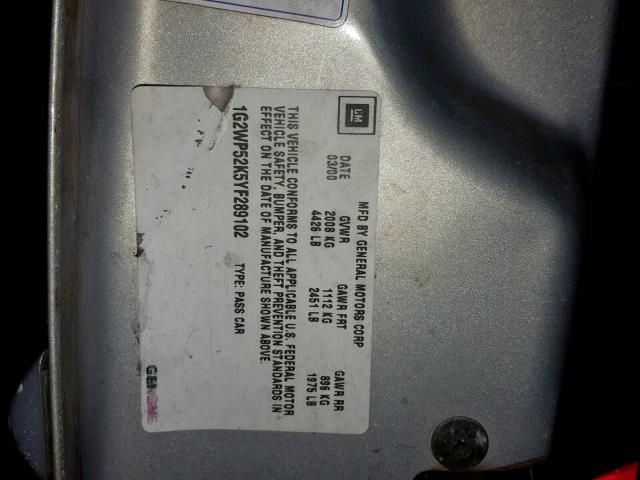 GM
MFD BY GENERAL MOTORS CORP
DATE GVWR GAWR FRT GAWR RR
03/00 2008 KG 1112 KG 896 KG
4426 LB 2451 LB 1975 LB
THIS VEHICLE CONFORMS TO ALL APPLICABLE U.S. FEDERAL MOTOR
VEHICLE SAFETY, BUMPER, AND THEFT PREVENTION STANDARDS IN
EFFECT ON THE DATE OF MANUFACTURE SHOWN ABOVE.
1G2WP52K5YF289102 TYPE: PASS CAR